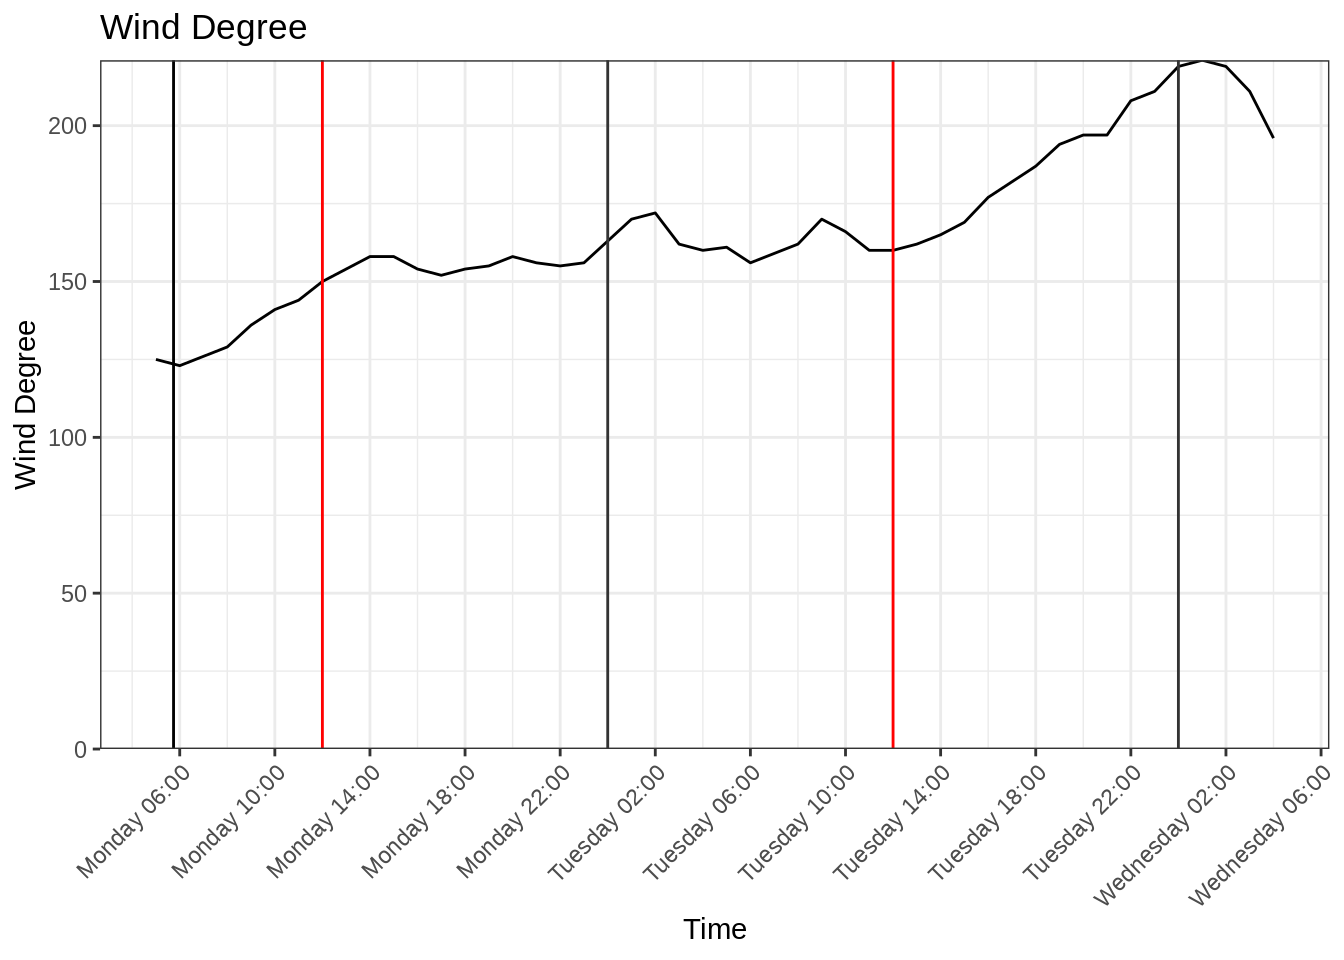 Wind Degree
Wind Degree
200
150
100
50
0
Monday 06:00
Monday 10:00
Monday 14:00
Monday 18:00
Monday 22:00
Tuesday 02:00
Tuesday 06:00
Tuesday 10:00
Tuesday 14:00
Tuesday 18:00
Tuesday 22:00
Wednesday 02:00
Wednesday 06:00
Time